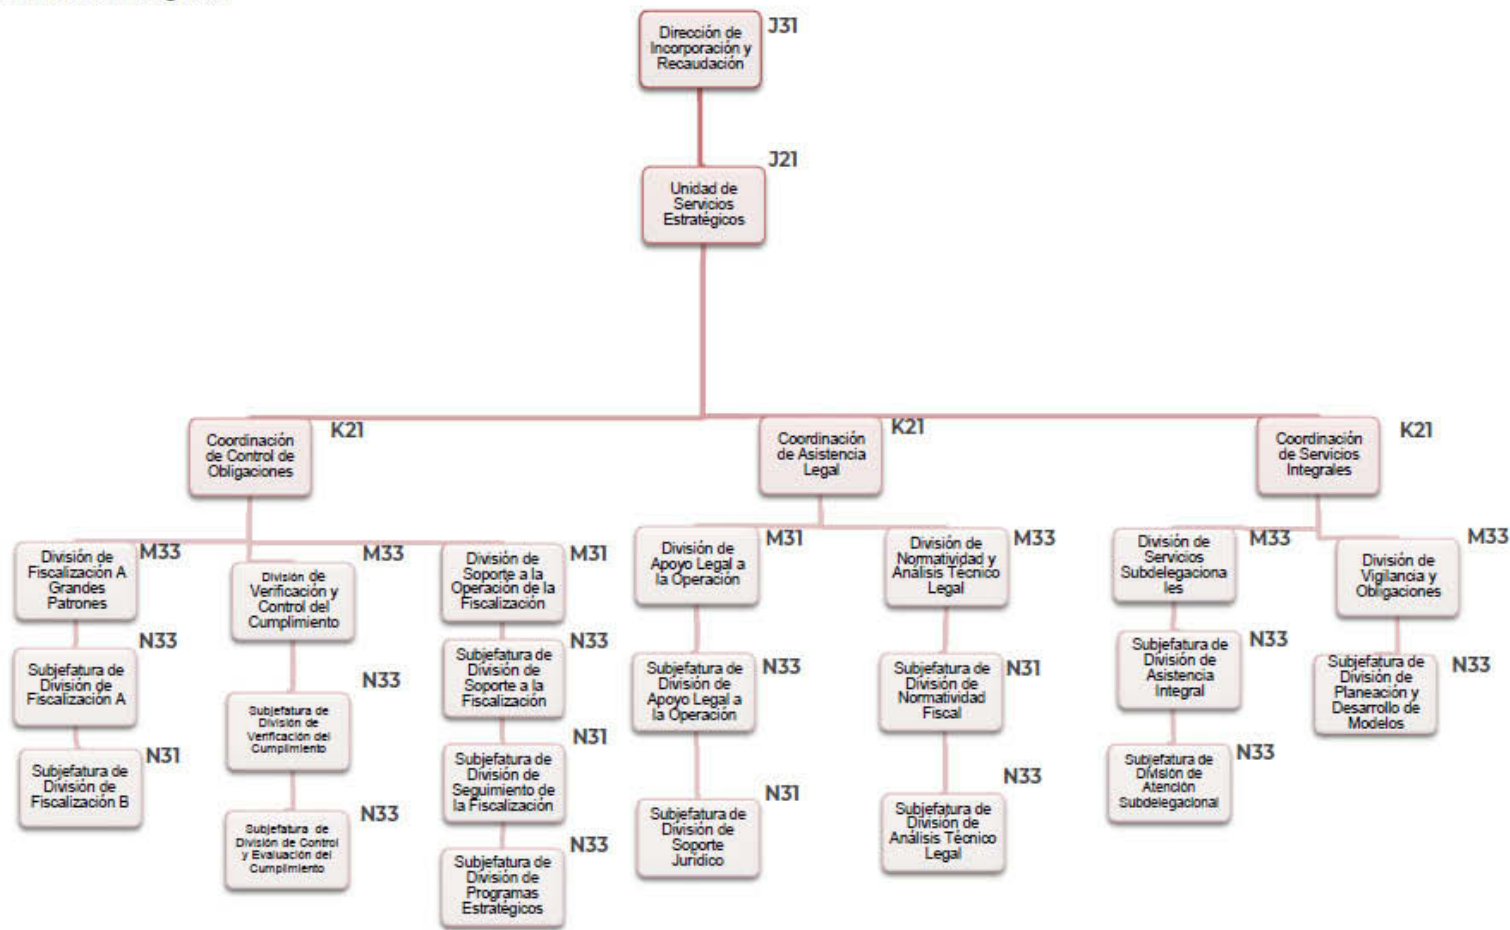 Dirección de
Incorporación y
Recaudación
J31
Unidad de
Servicios
Estratégicos
J21
Coordinación
de Control de
Obligaciones
K21
Coordinación
de Asistencia
Legal
K21
Coordinación
de Servicios
Integrales
K21
División de
Fiscalización A
Grandes
Patrones
M33
División de
Verificación y
Control del
Cumplimiento
M33
División de
Soporte a la
Operación de la
Fiscalización
M31
División de
Apoyo Legal a
la Operación
M31
División de
Normatividad y
Análisis Técnico
Legal
M33
División de
Servicios
Subdelegaciona
les
M33
División de
Vigilancia y
Obligaciones
M33
Subjefatura de
División de
Fiscalización A
N33
Subjefatura de
División de
Verificación del
Cumplimiento
N33
Subjefatura de
División de
Soporte a la
Fiscalización
N33
Subjefatura de
División de
Apoyo Legal a
la Operación
N33
Subjefatura de
División de
Normatividad
Fiscal
N31
Subjefatura de
División de
Asistencia
Integral
N33
Subjefatura de
División de
Planeación y
Desarrollo de
Modelos
N33
Subjefatura de
División de
Fiscalización B
N31
Subjefatura de
División de Control
y Evaluación del
Cumplimiento
N33
Subjefatura de
División de
Seguimiento de
la Fiscalización
N31
Subjefatura de
División de
Soporte
Jurídico
N31
Subjefatura de
División de
Análisis Técnico
Legal
N33
Subjefatura de
División de
Atención
Subdelegacional
N33
Subjefatura de
División de
Programas
Estratégicos
N33